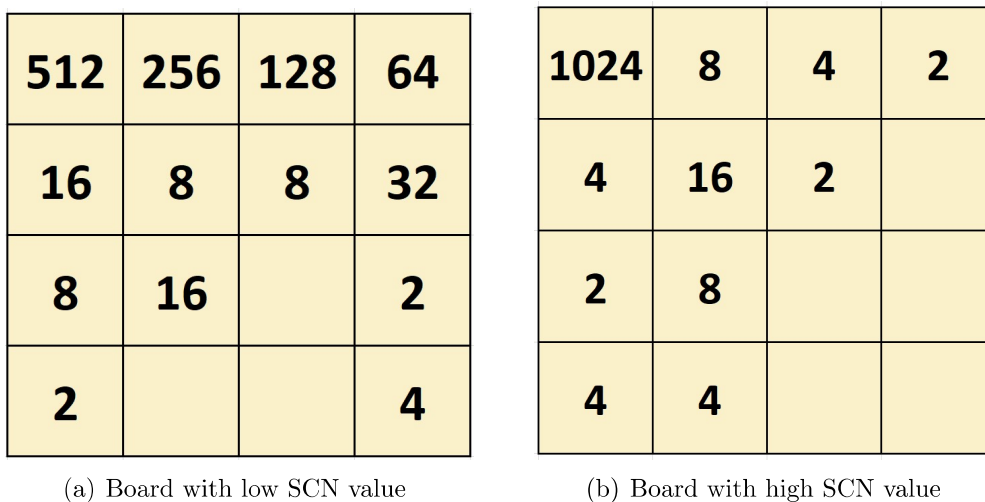 512 256 128 64
16 8 8 32
8 16 2
2 4
(a) Board with low SCN value
1024 8 4 2
4 16 2
2 8
4 4
(b) Board with high SCN value